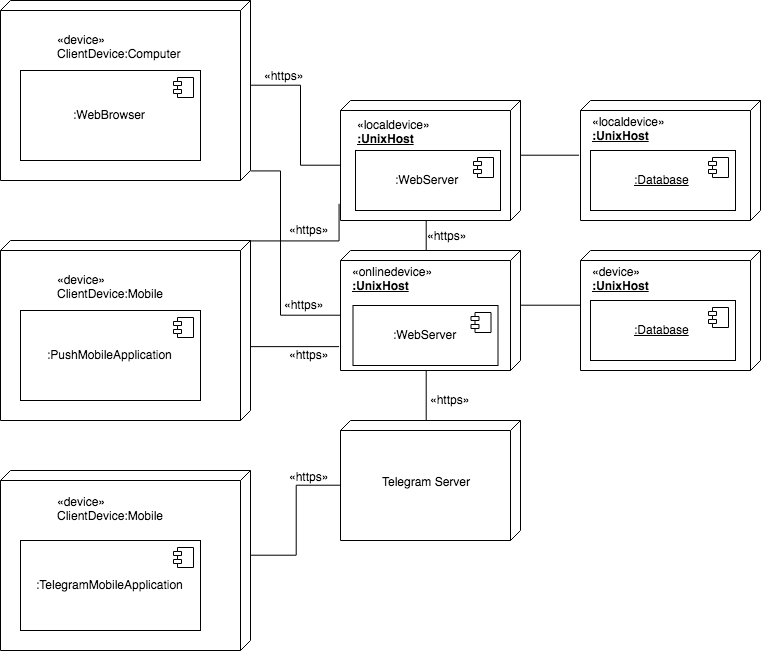 «device»
ClientDevice:Computer
:WebBrowser
«https»
«localdevice»
:UnixHost
:WebServer
«localdevice»
:UnixHost
:Database
«https»
«https»
«device»
ClientDevice:Mobile
:PushMobileApplication
«https»
«https»
«onlinedevice»
:UnixHost
:WebServer
«device»
:UnixHost
:Database
«https»
Telegram Server
«https»
«device»
ClientDevice:Mobile
:TelegramMobileApplication